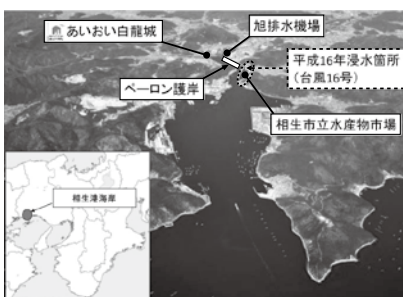 あいおい白龍城
旭排水機場
ペーロン護岸
平成16年浸水箇所
（台風16号）
相生市立水産物市場
相生港海岸